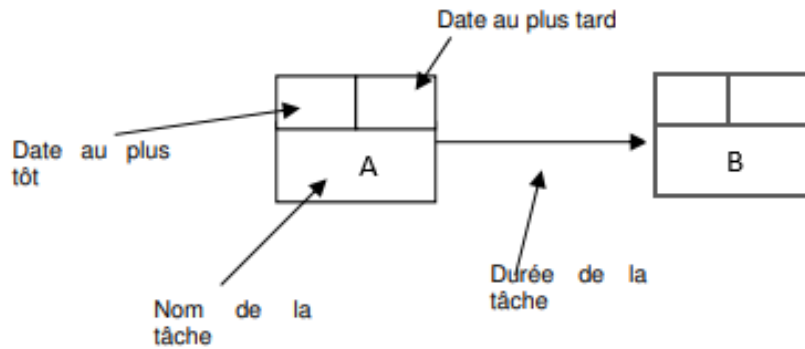 Date au plus tard
Date au plus
tôt
A
B
Nom de la
tâche
Durée de la
tâche